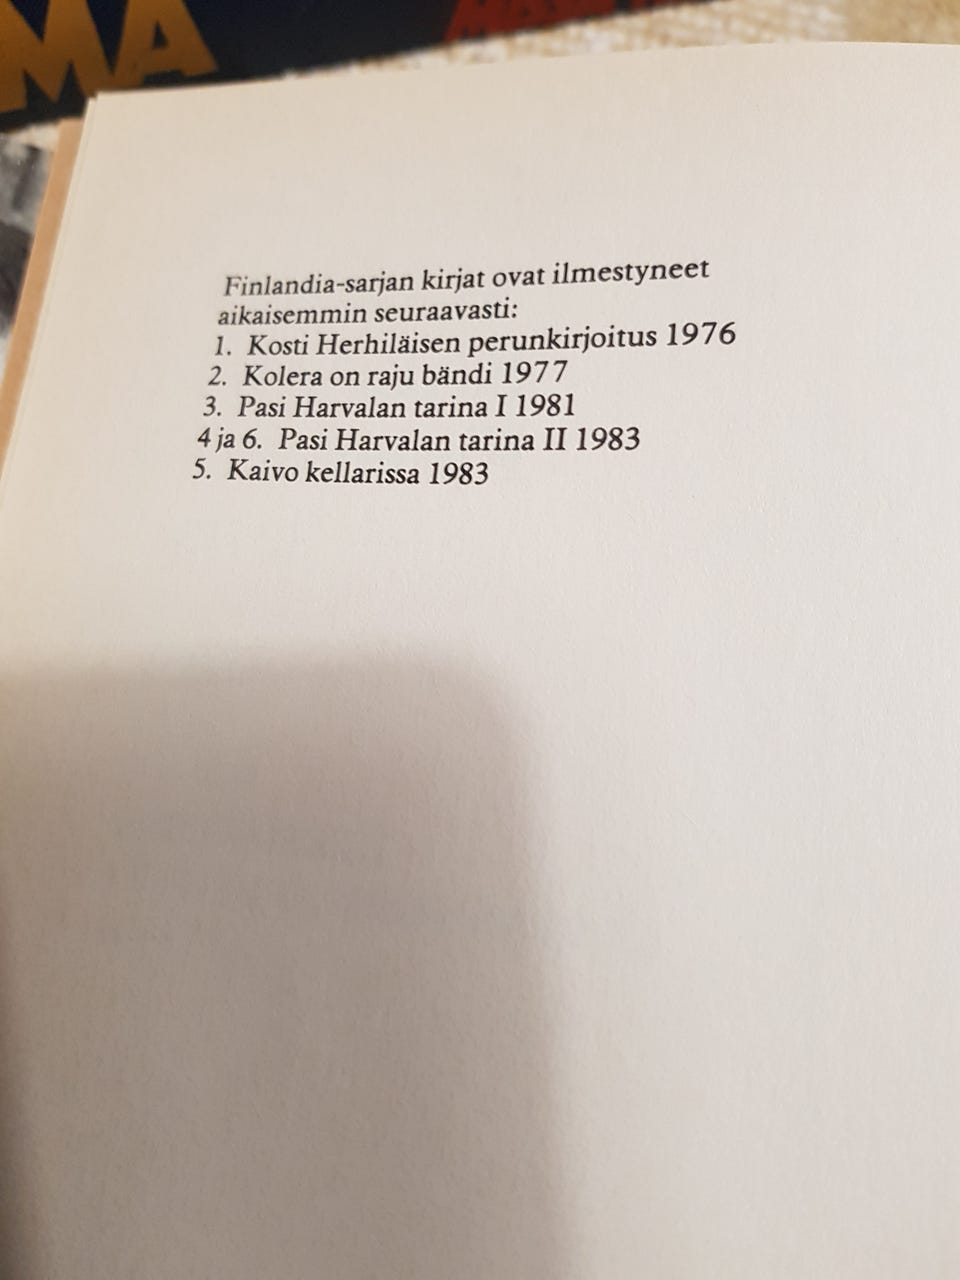 MA
Finlandia-sarjan kirjat ovat ilmestyneet
aikaisemmin seuraavasti:
1. Kosti Herhiläisen perunkirjoitus 1976
2. Kolera on raju bändi 1977
3. Pasi Harvalan tarina I 1981
4 ja 6. Pasi Harvalan tarina II 1983
5. Kaivo kellarissa 1983